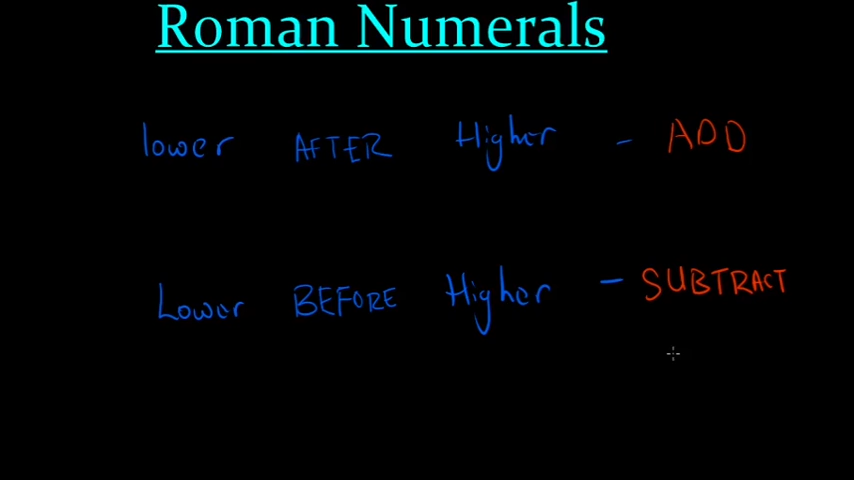 Roman Numerals
lower AFTER Higher - ADD
Lower BEFORE Higher - SUBTRACT